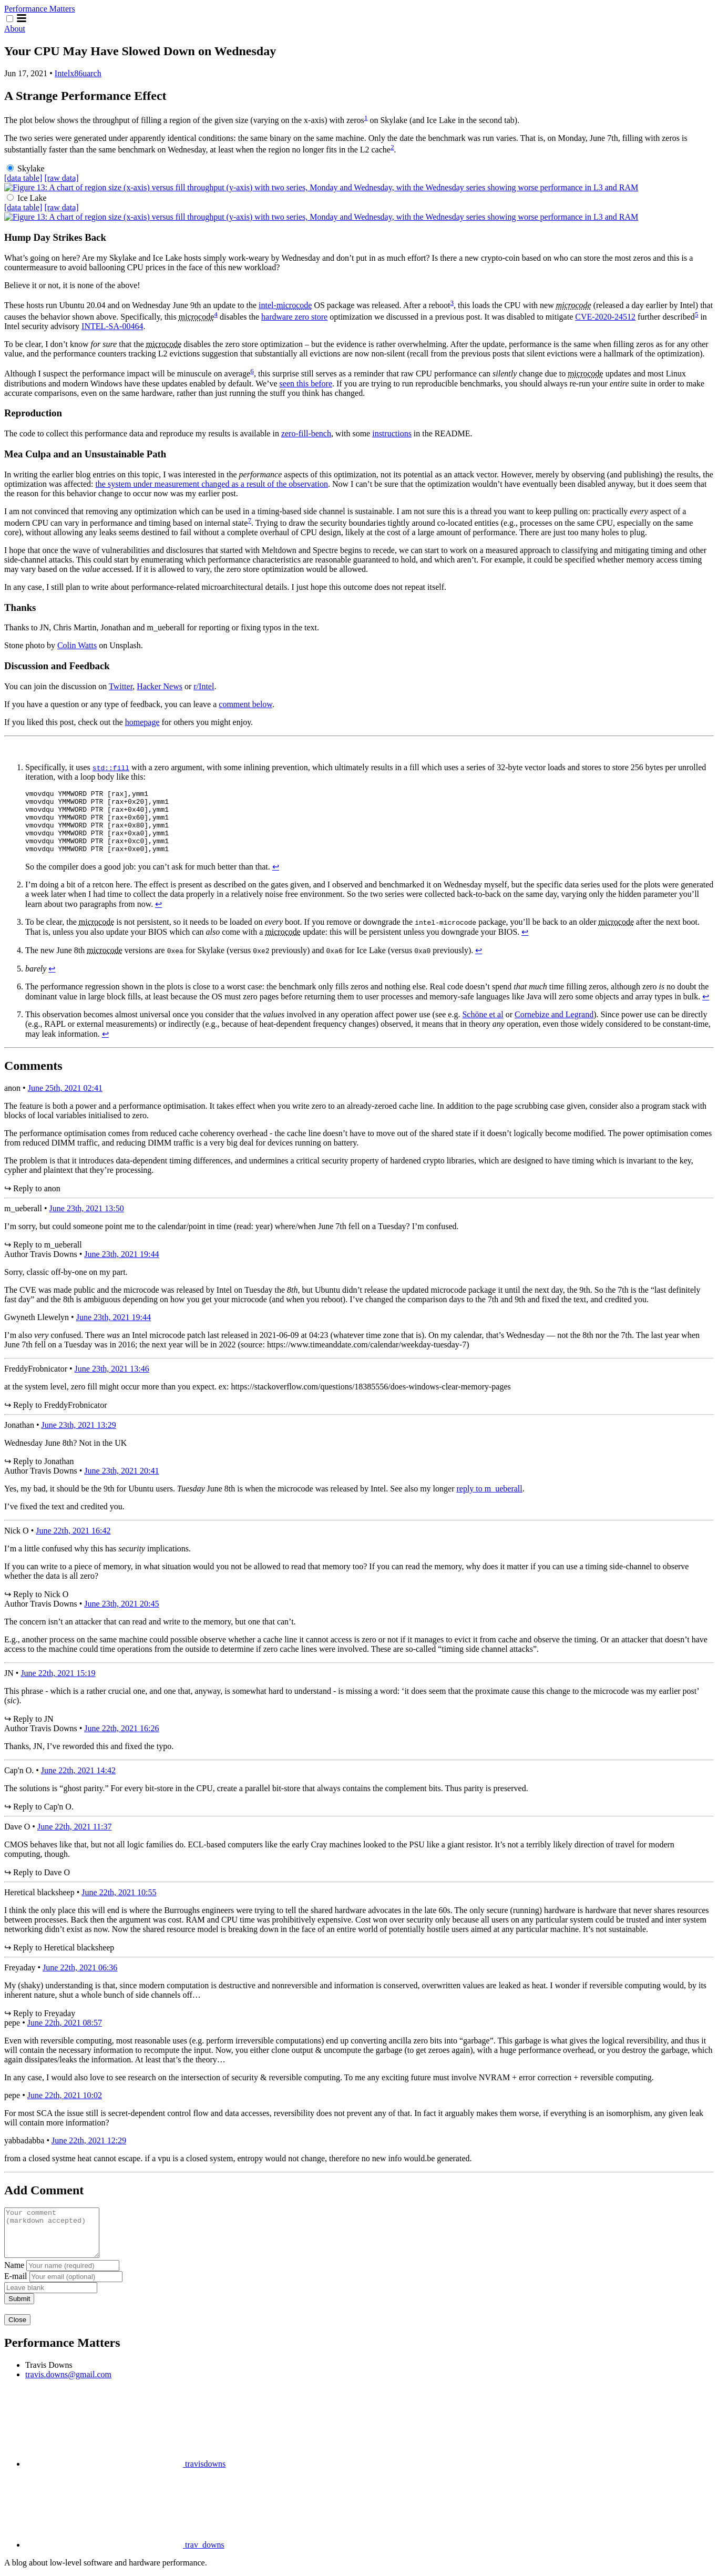 Performance Matters
About
Your CPU May Have Slowed Down on Wednesday
Jun 17, 2021 • Intelx86uarch
A Strange Performance Effect
The plot below shows the throughput of filling a region of the given size (varying on the x-axis) with zeros1 on Skylake (and Ice Lake in the second tab).
The two series were generated under apparently identical conditions: the same binary on the same machine. Only the date the benchmark was run varies. That is, on Monday, June 7th, filling with zeros is
substantially faster than the same benchmark on Wednesday, at least when the region no longer fits in the L2 cache2.
Skylake
[data table] [raw data]
Figure 13: A chart of region size (x-axis) versus fill throughput (y-axis) with two series, Monday and Wednesday, with the Wednesday series showing worse performance in L3 and RAM
Ice Lake
[data table] [raw data]
Figure 13: A chart of region size (x-axis) versus fill throughput (y-axis) with two series, Monday and Wednesday, with the Wednesday series showing worse performance in L3 and RAM
Hump Day Strikes Back
What's going on here? Are my Skylake and Ice Lake hosts simply work-weary by Wednesday and don't put in as much effort? Is there a new crypto-coin based on who can store the most zeros and this is a
countermeasure to avoid ballooning CPU prices in the face of this new workload?
Believe it or not, it is none of the above!
These hosts run Ubuntu 20.04 and on Wednesday June 9th an update to the intel-microcode OS package was released. After a reboot3, this loads the CPU with new microcode (released a day earlier by Intel) that
causes the behavior shown above. Specifically, this microcode4 disables the hardware zero store optimization we discussed in a previous post. It was disabled to mitigate CVE-2020-24512 further described5 in
Intel security advisory INTEL-SA-00464.
To be clear, I don't know for sure that the microcode disables the zero store optimization – but the evidence is rather overwhelming. After the update, performance is the same when filling zeros as for any other
value, and the performance counters tracking L2 evictions suggestion that substantially all evictions are now non-silent (recall from the previous posts that silent evictions were a hallmark of the optimization).
Although I suspect the performance impact will be minuscule on average6, this surprise still serves as a reminder that raw CPU performance can silently change due to microcode updates and most Linux
distributions and modern Windows have these updates enabled by default. We've seen this before. If you are trying to run reproducible benchmarks, you should always re-run your entire suite in order to make
accurate comparisons, even on the same hardware, rather than just running the stuff you think has changed.
Reproduction
The code to collect this performance data and reproduce my results is available in zero-fill-bench, with some instructions in the README.
Mea Culpa and an Unsustainable Path
In writing the earlier blog entries on this topic, I was interested in the performance aspects of this optimization, not its potential as an attack vector. However, merely by observing (and publishing) the results, the
optimization was affected: the system under measurement changed as a result of the observation. Now I can't be sure that the optimization wouldn't have eventually been disabled anyway, but it does seem that
the reason for this behavior change to occur now was my earlier post.
I am not convinced that removing any optimization which can be used in a timing-based side channel is sustainable. I am not sure this is a thread you want to keep pulling on: practically every aspect of a
modern CPU can vary in performance and timing based on internal state7. Trying to draw the security boundaries tightly around co-located entities (e.g., processes on the same CPU, especially on the same
core), without allowing any leaks seems destined to fail without a complete overhaul of CPU design, likely at the cost of a large amount of performance. There are just too many holes to plug.
I hope that once the wave of vulnerabilities and disclosures that started with Meltdown and Spectre begins to recede, we can start to work on a measured approach to classifying and mitigating timing and other
side-channel attacks. This could start by enumerating which performance characteristics are reasonable guaranteed to hold, and which aren't. For example, it could be specified whether memory access timing
may vary based on the value accessed. If it is allowed to vary, the zero store optimization would be allowed.
In any case, I still plan to write about performance-related microarchitectural details. I just hope this outcome does not repeat itself.
Thanks
Thanks to JN, Chris Martin, Jonathan and m_ueberall for reporting or fixing typos in the text.
Stone photo by Colin Watts on Unsplash.
Discussion and Feedback
You can join the discussion on Twitter, Hacker News or r/Intel.
If you have a question or any type of feedback, you can leave a comment below.
If you liked this post, check out the homepage for others you might enjoy.
1. Specifically, it uses std::fill with a zero argument, with some inlining prevention, which ultimately results in a fill which uses a series of 32-byte vector loads and stores to store 256 bytes per unrolled
iteration, with a loop body like this:
vmovdqu YMMWORD PTR [rax],ymm1
vmovdqu YMMWORD PTR [rax+0x20],ymm1
vmovdqu YMMWORD PTR [rax+0x40],ymm1
vmovdqu YMMWORD PTR [rax+0x60],ymm1
vmovdqu YMMWORD PTR [rax+0x80],ymm1
vmovdqu YMMWORD PTR [rax+0xa0],ymm1
vmovdqu YMMWORD PTR [rax+0xc0],ymm1
vmovdqu YMMWORD PTR [rax+0xe0],ymm1
So the compiler does a good job: you can't ask for much better than that. ↩
2. I'm doing a bit of a retcon here. The effect is present as described on the gates given, and I observed and benchmarked it on Wednesday myself, but the specific data series used for the plots were generated
a week later when I had time to collect the data properly in a relatively noise free environment. So the two series were collected back-to-back on the same day, varying only the hidden parameter you'll
learn about two paragraphs from now. ↩
3. To be clear, the microcode is not persistent, so it needs to be loaded on every boot. If you remove or downgrade the intel-microcode package, you'll be back to an older microcode after the next boot.
That is, unless you also update your BIOS which can also come with a microcode update: this will be persistent unless you downgrade your BIOS. ↩
4. The new June 8th microcode versions are 0xea for Skylake (versus 0xe2 previously) and 0xa6 for Ice Lake (versus 0xa0 previously). ↩
5. barely ↩
6. The performance regression shown in the plots is close to a worst case: the benchmark only fills zeros and nothing else. Real code doesn't spend that much time filling zeros, although zero is no doubt the
dominant value in large block fills, at least because the OS must zero pages before returning them to user processes and memory-safe languages like Java will zero some objects and array types in bulk. ↩
7. This observation becomes almost universal once you consider that the values involved in any operation affect power use (see e.g. Schöne et al or Cornebize and Legrand). Since power use can be directly
(e.g., RAPL or external measurements) or indirectly (e.g., because of heat-dependent frequency changes) observed, it means that in theory any operation, even those widely considered to be constant-time,
may leak information. ↩
Comments
anon • June 25th, 2021 02:41
The feature is both a power and a performance optimisation. It takes effect when you write zero to an already-zeroed cache line. In addition to the page scrubbing case given, consider also a program stack with
blocks of local variables initialised to zero.
The performance optimisation comes from reduced cache coherency overhead - the cache line doesn't have to move out of the shared state if it doesn't logically become modified. The power optimisation comes
from reduced DIMM traffic, and reducing DIMM traffic is a very big deal for devices running on battery.
The problem is that it introduces data-dependent timing differences, and undermines a critical security property of hardened crypto libraries, which are designed to have timing which is invariant to the key,
cypher and plaintext that they're processing.
↪ Reply to anon
m_ueberall • June 23th, 2021 13:50
I'm sorry, but could someone point me to the calendar/point in time (read: year) where/when June 7th fell on a Tuesday? I'm confused.
↪ Reply to m_ueberall
Author Travis Downs • June 23th, 2021 19:44
Sorry, classic off-by-one on my part.
The CVE was made public and the microcode was released by Intel on Tuesday the 8th, but Ubuntu didn't release the updated microcode package it until the next day, the 9th. So the 7th is the “last definitely
fast day” and the 8th is ambiguous depending on how you get your microcode (and when you reboot). I've changed the comparison days to the 7th and 9th and fixed the text, and credited you.
Gwyneth Llewelyn • June 23th, 2021 19:44
I'm also very confused. There was an Intel microcode path last released in 2021-06-09 at 04:23 (whatever time zone that is). On my calendar, that's Wednesday — not the 8th nor the 7th. The last year when
June 7th fell on a Tuesday was in 2016; the next year will be in 2022 (source: https://www.timeanddate.com/calendar/weekday-tuesday-7)
FreddyFrobnicator • June 23th, 2021 13:46
at the system level, zero fill might occur more than you expect. ex: https://stackoverflow.com/questions/18385556/does-windows-clear-memory-pages
↪ Reply to FreddyFrobnicator
Jonathan • June 23th, 2021 13:29
Wednesday June 8th? Not in the UK
↪ Reply to Jonathan
Author Travis Downs • June 23th, 2021 20:41
Yes, my bad, it should be the 9th for Ubuntu users. Tuesday June 8th is when the microcode was released by Intel. See also my longer reply to m_ueberall.
I've fixed the text and credited you.
Nick O • June 22th, 2021 16:42
I'm a little confused why this has security implications.
If you can write to a piece of memory, in what situation would you not be allowed to read that memory too? If you can read the memory, why does it matter if you can use a timing side-channel to observe
whether the data is all zero?
↪ Reply to Nick O
Author Travis Downs • June 23th, 2021 20:45
The concern isn't an attacker that can read and write to the memory, but one that can't.
E.g., another process on the same machine could possible observe whether a cache line it cannot access is zero or not if it manages to evict it from cache and observe the timing. Or an attacker that doesn't have
access to the machine could time operations from the outside to determine if zero cache lines were involved. These are so-called “timing side channel attacks”.
JN • June 22th, 2021 15:19
This phrase - which is a rather crucial one, and one that, anyway, is somewhat hard to understand - is missing a word: ‘it does seem that the proximate cause this change to the microcode was my earlier post’
(sic).
↪ Reply to JN
Author Travis Downs • June 22th, 2021 16:26
Thanks, JN, I've reworded this and fixed the typo.
Cap'n O. • June 22th, 2021 14:42
The solutions is “ghost parity.” For every bit-store in the CPU, create a parallel bit-store that always contains the complement bits. Thus parity is preserved.
↪ Reply to Cap'n O.
Dave O • June 22th, 2021 11:37
CMOS behaves like that, but not all logic families do. ECL-based computers like the early Cray machines looked to the PSU like a giant resistor. It's not a terribly likely direction of travel for modern
computing, though.
↪ Reply to Dave O
Heretical blacksheep • June 22th, 2021 10:55
I think the only place this will end is where the Burroughs engineers were trying to tell the shared hardware advocates in the late 60s. The only secure (running) hardware is hardware that never shares resources
between processes. Back then the argument was cost. RAM and CPU time was prohibitively expensive. Cost won over security only because all users on any particular system could be trusted and inter system
networking didn't exist as now. Now the shared resource model is breaking down in the face of an entire world of potentially hostile users aimed at any particular machine. It's not sustainable.
↪ Reply to Heretical blacksheep
Freyaday • June 22th, 2021 06:36
My (shaky) understanding is that, since modern computation is destructive and nonreversible and information is conserved, overwritten values are leaked as heat. I wonder if reversible computing would, by its
inherent nature, shut a whole bunch of side channels off…
↪ Reply to Freyaday
pepe • June 22th, 2021 08:57
Even with reversible computing, most reasonable uses (e.g. perform irreversible computations) end up converting ancilla zero bits into “garbage”. This garbage is what gives the logical reversibility, and thus it
will contain the necessary information to recompute the input. Now, you either close output & uncompute the garbage (to get zeroes again), with a huge performance overhead, or you destroy the garbage, which
again dissipates/leaks the information. At least that's the theory…
In any case, I would also love to see research on the intersection of security & reversible computing. To me any exciting future must involve NVRAM + error correction + reversible computing.
pepe • June 22th, 2021 10:02
For most SCA the issue still is secret-dependent control flow and data accesses, reversibility does not prevent any of that. In fact it arguably makes them worse, if everything is an isomorphism, any given leak
will contain more information?
yabbadabba • June 22th, 2021 12:29
from a closed systme heat cannot escape. if a vpu is a closed system, entropy would not change, therefore no new info would.be generated.
Add Comment
Your comment
(markdown accepted)
Name Your name (required)
E-mail Your email (optional)
Leave blank
Submit
Close
Performance Matters
Travis Downs
travis.downs@gmail.com
travisdowns
trav_downs
A blog about low-level software and hardware performance.